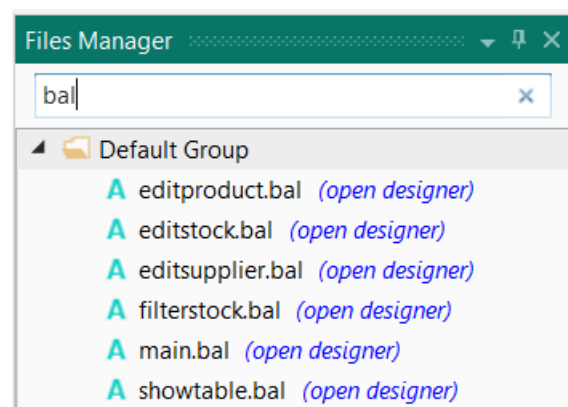 Files Manager
bal
Default Group
A editproduct.bal (open designer)
A editstock.bal (open designer)
A editsupplier.bal (open designer)
A filterstock.bal (open designer)
A main.bal (open designer)
A showtable.bal (open designer)